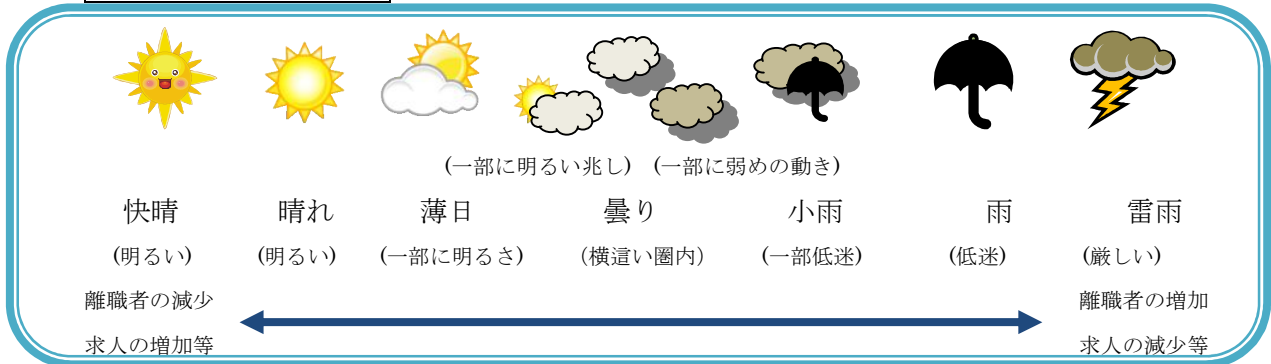 (一部に明るい兆し) (一部に弱めの動き)
快晴 晴れ 薄日 曇り 小雨 雨 雷雨
(明るい) (明るい) (一部に明るさ) (横這い圏内) (一部低迷) (低迷) (厳しい)
離職者の減少 離職者の増加
求人の増加等 求人の減少等